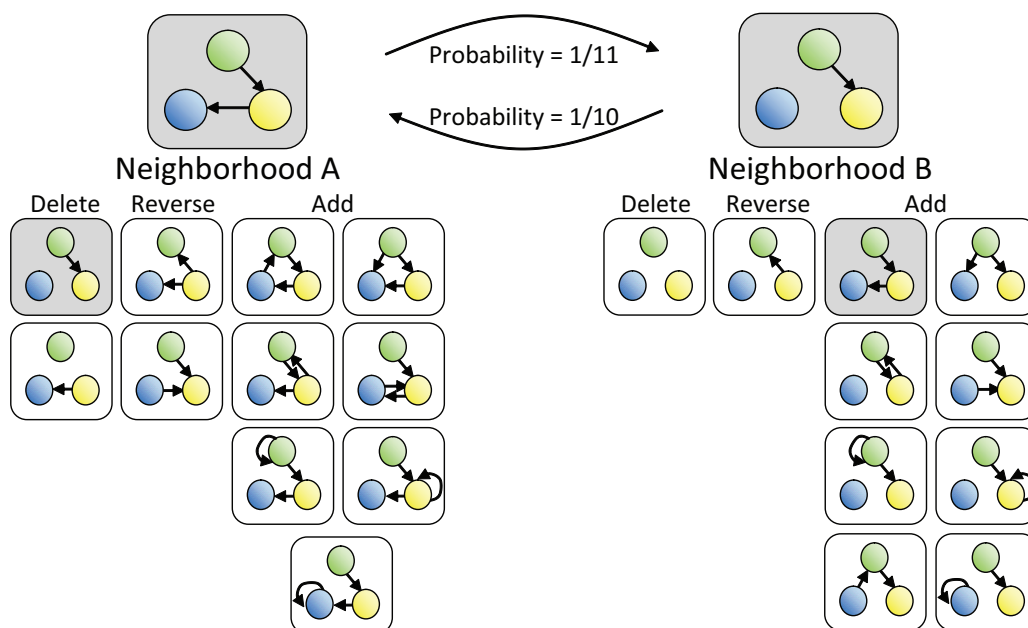 Probability = 1/11
Probability = 1/10
Neighborhood A
Neighborhood B
Delete Reverse Add
Delete Reverse Add